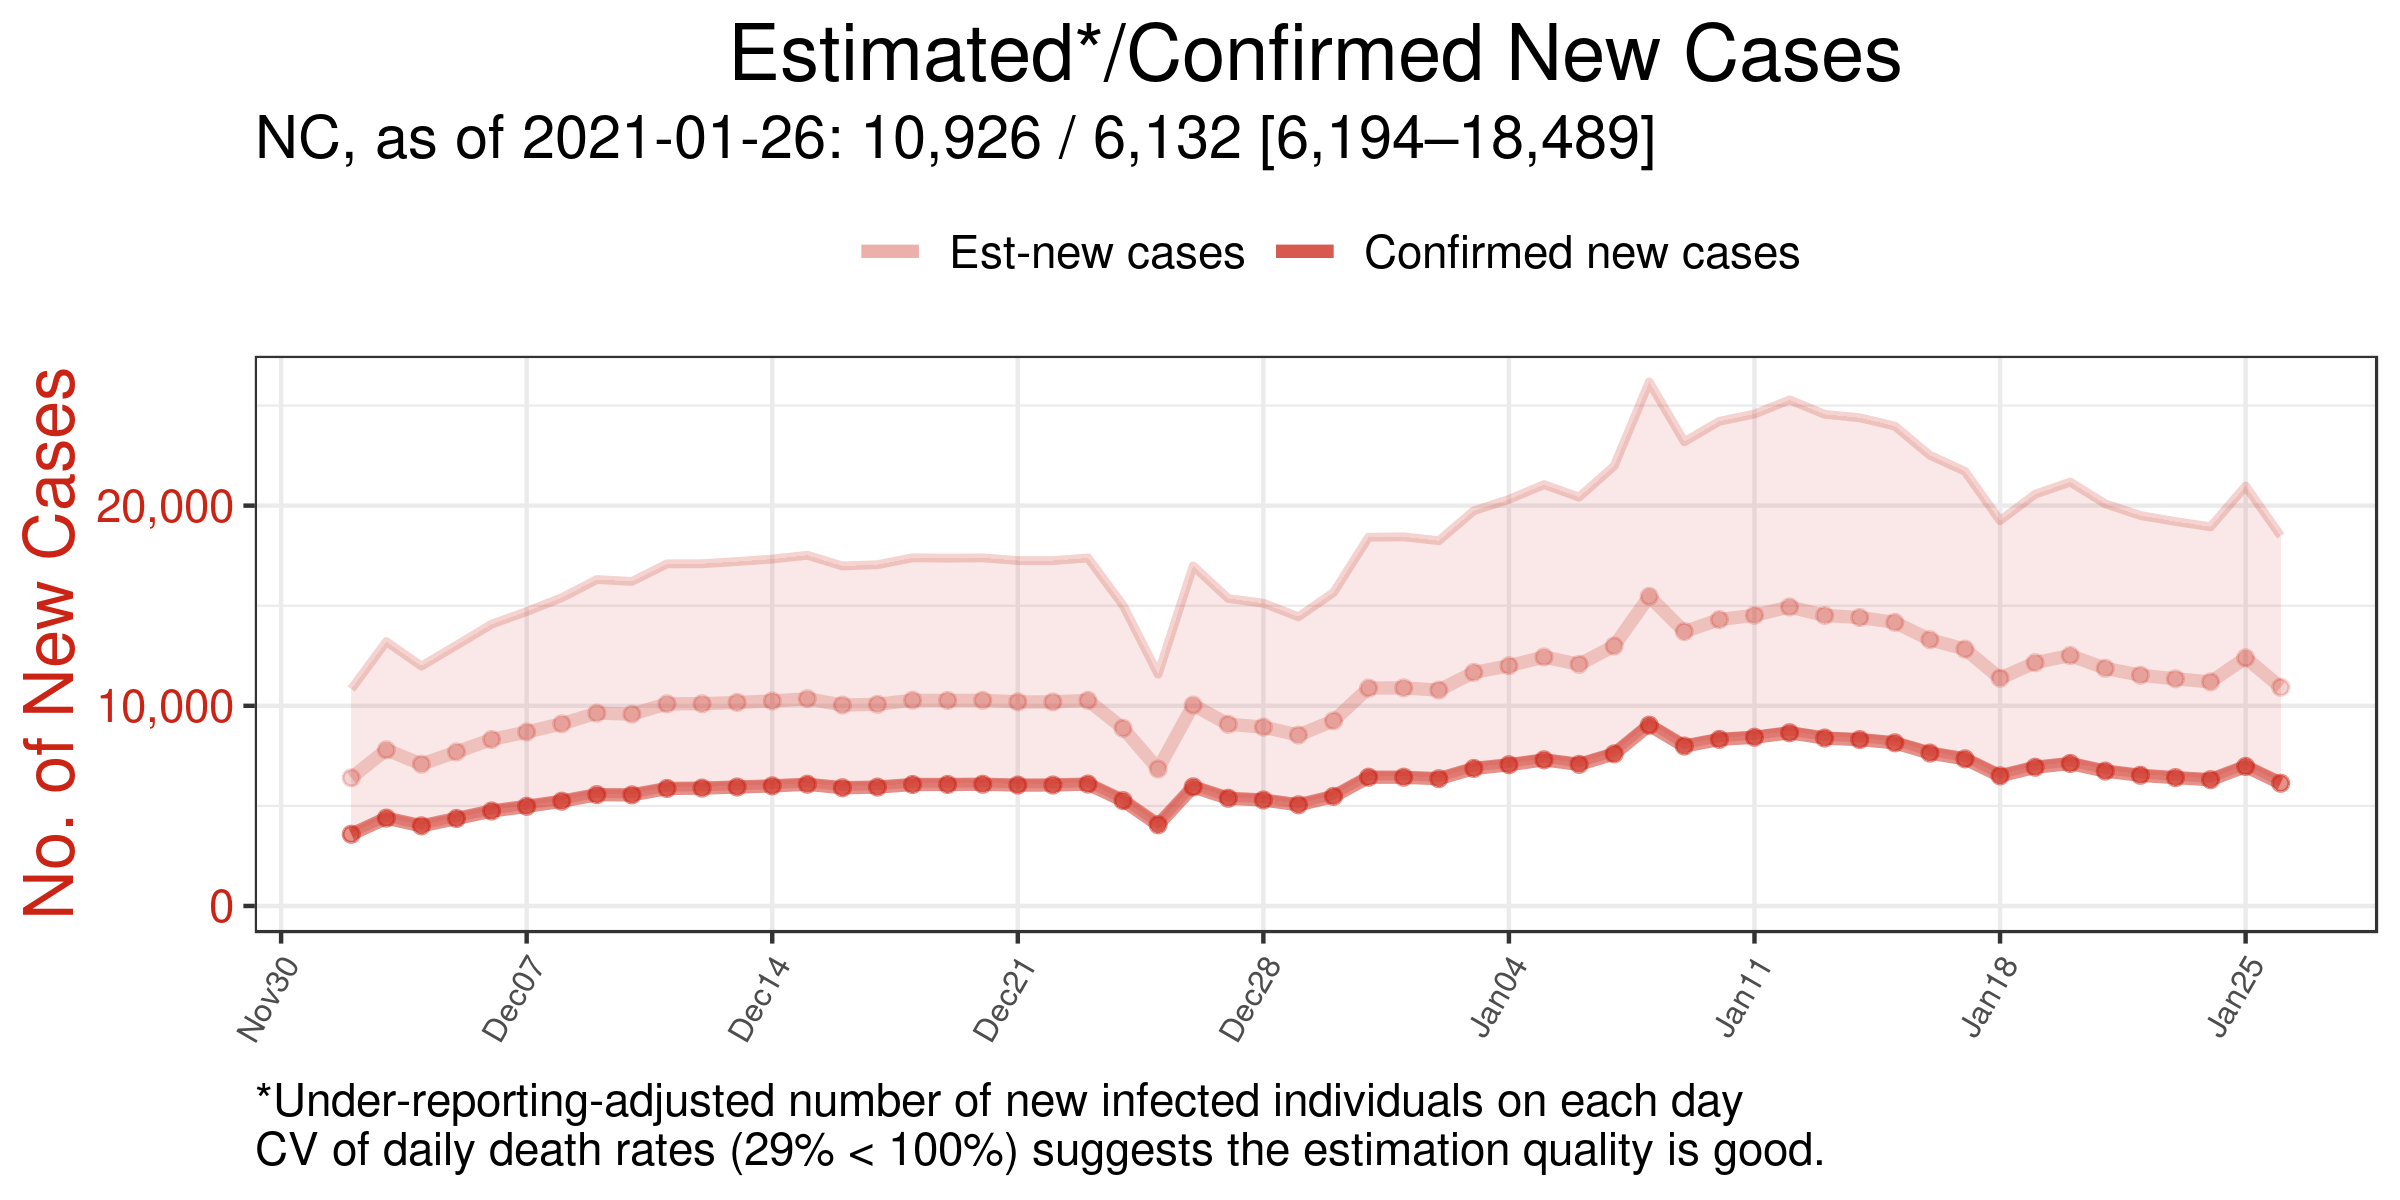 Estimated*/Confirmed New Cases
NC, as of 2021-01-26: 10,926 / 6,132 [6,194–18,489]
Est-new cases
Confirmed new cases
No. of New Cases
20,000
10,000
0
Nov30
Dec07
Dec14
Dec21
Dec28
Jan04
Jan11
Jan18
Jan25
*Under-reporting-adjusted number of new infected individuals on each day
CV of daily death rates (29% < 100%) suggests the estimation quality is good.